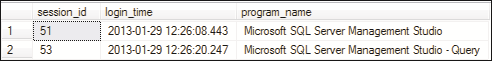 session_id login_time program_name
1 51 2013-01-29 12:26:08.443 Microsoft SQL Server Management Studio
2 53 2013-01-29 12:26:20.247 Microsoft SQL Server Management Studio - Query